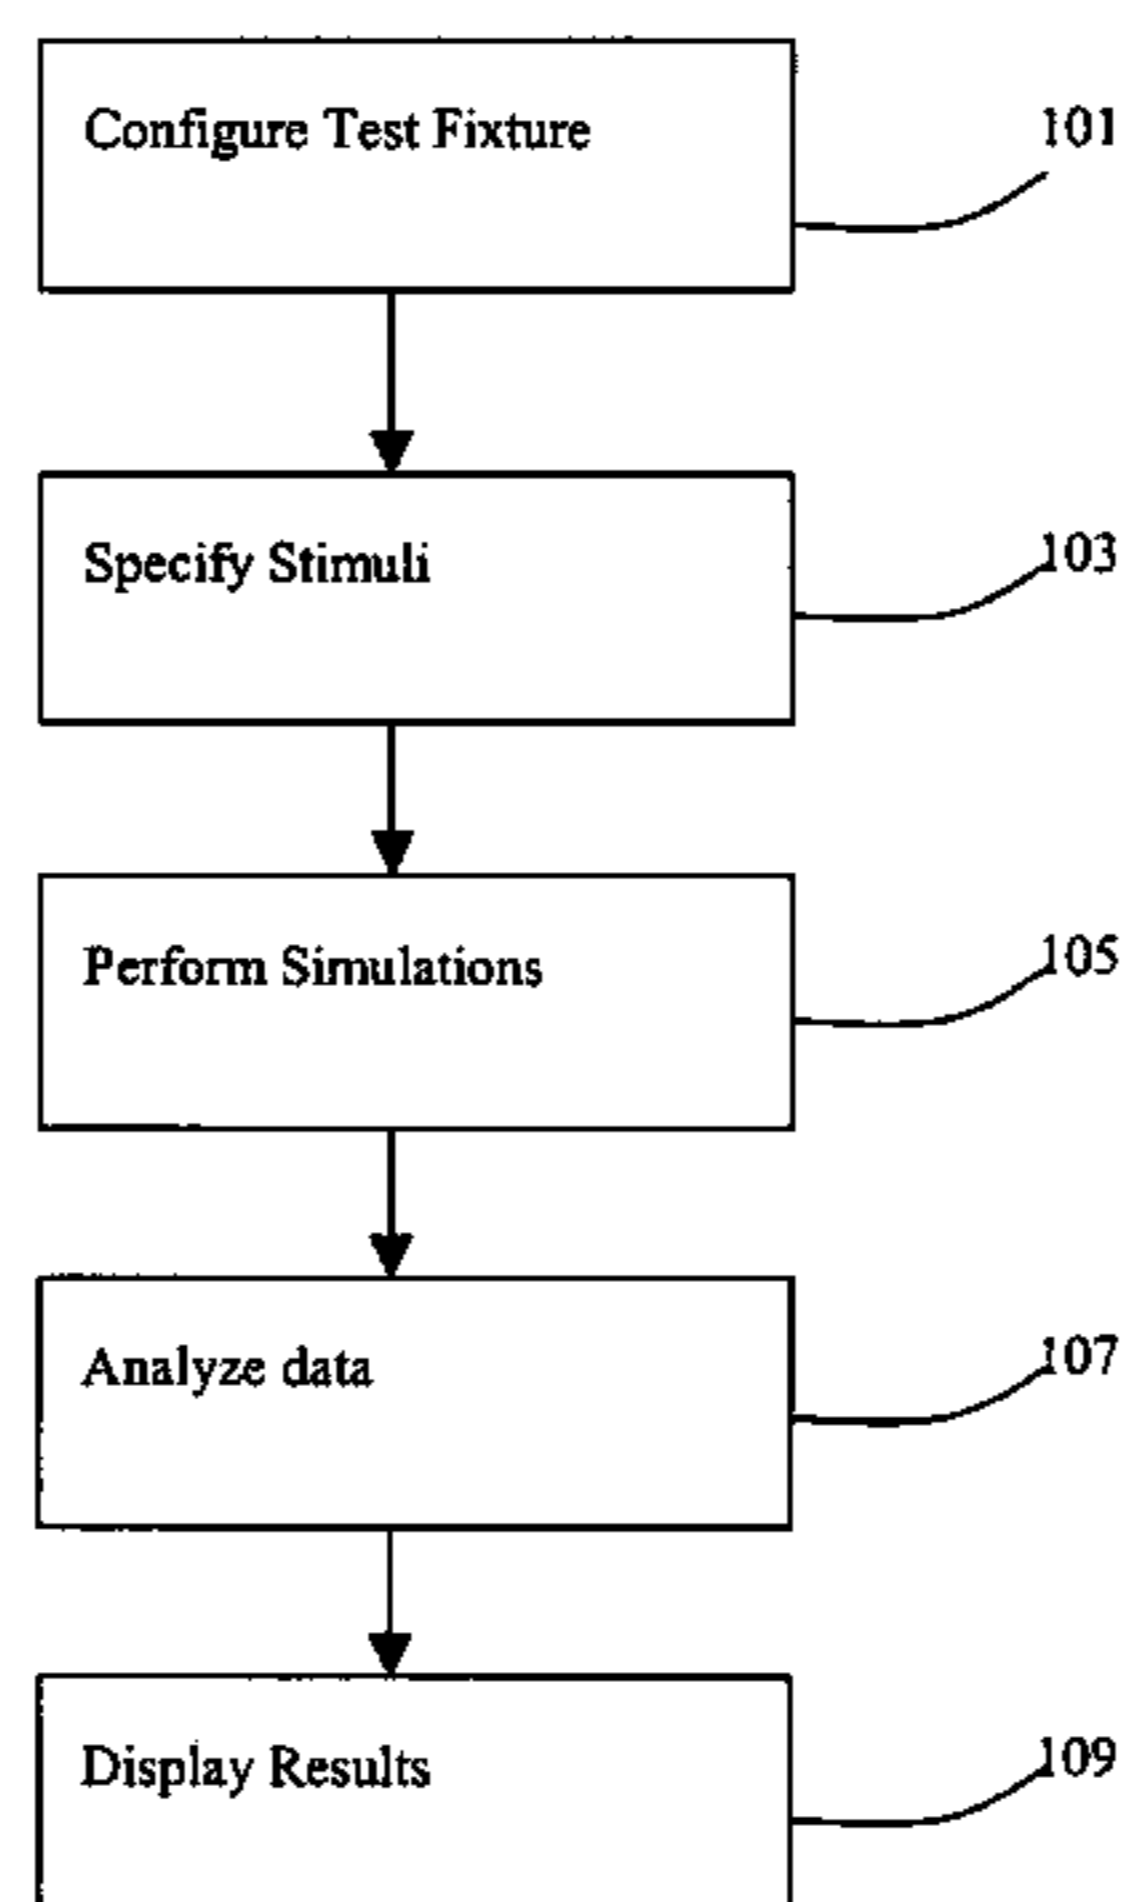 Configure Test Fixture
101
Specify Stimuli
103
Perform Simulations
105
Analyze data
107
Display Results
109